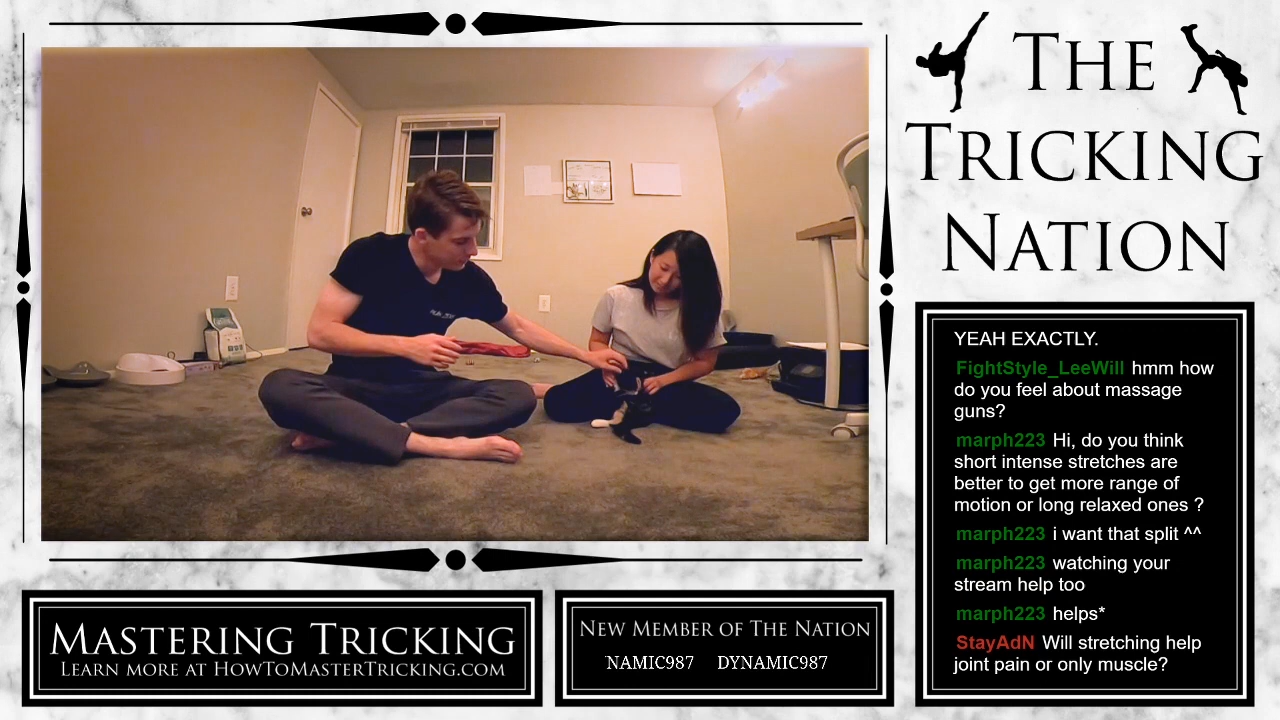 THE
TRICKING
NATION
YEAH EXACTLY.
FightStyle_LeeWill hmm how
do you feel about massage
guns?
marph223 Hi, do you think
short intense stretches are
better to get more range of
motion or long relaxed ones ?
marph223 i want that split ^^
marph223 watching your
stream help too
marph223 helps*
StayAdN Will stretching help
joint pain or only muscle?
MASTERING TRICKING
LEARN MORE AT HOWTOMASTERTRICKING.COM
NEW MEMBER OF THE NATION
NAMIC987 DYNAMIC987